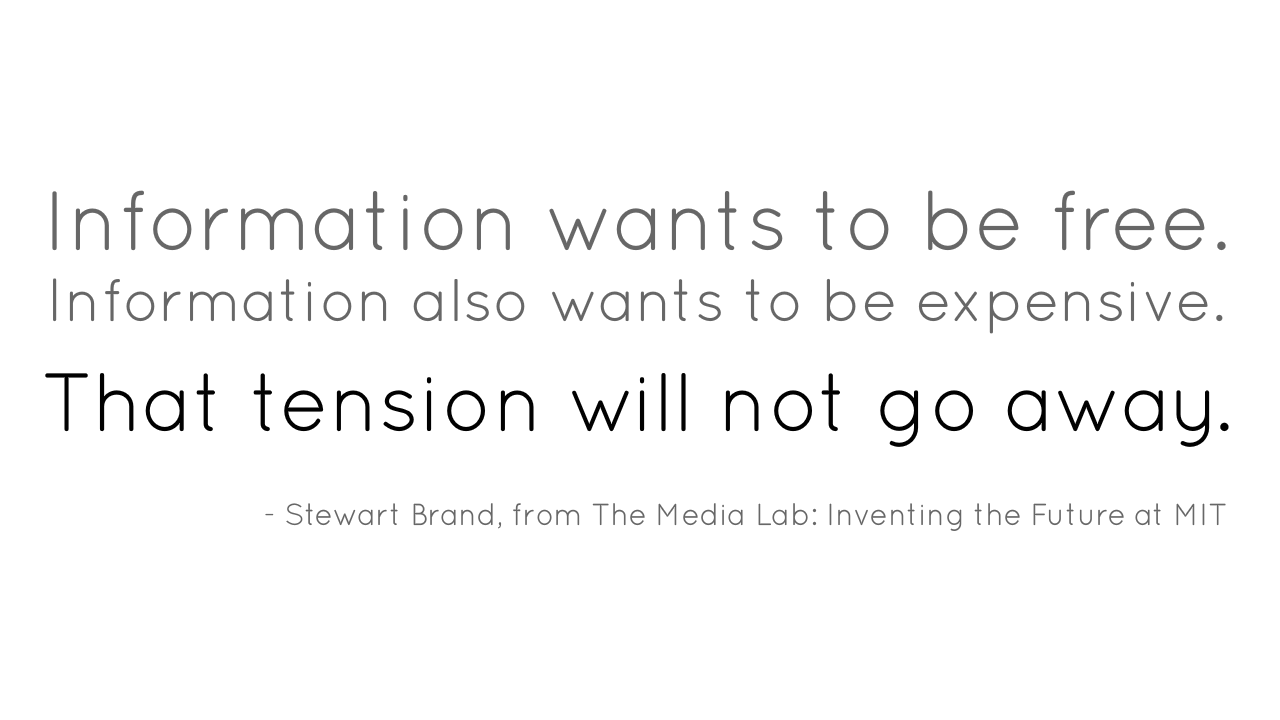 Information wants to be free.
Information also wants to be expensive.
That tension will not go away.
- Stewart Brand, from The Media Lab: Inventing the Future at MIT